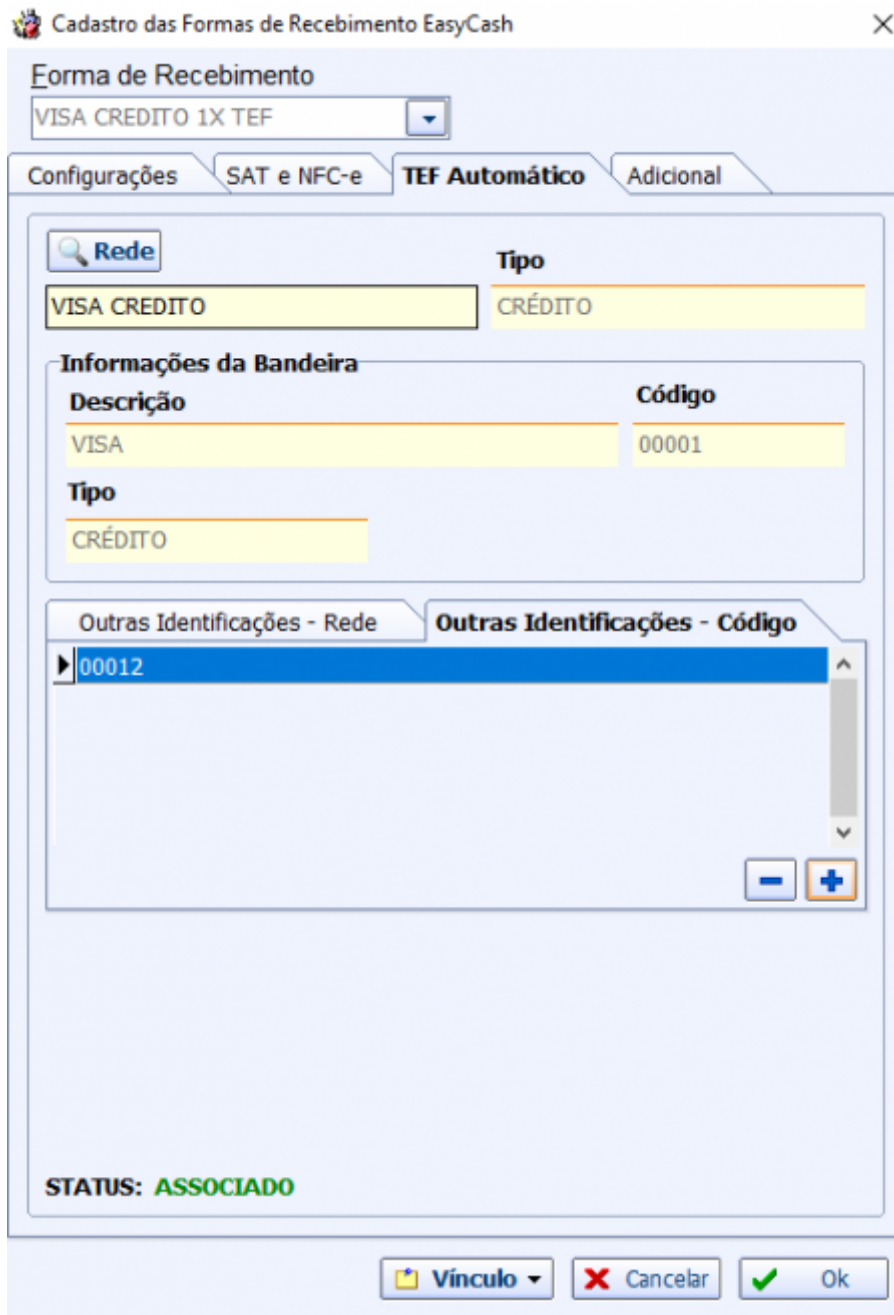 Cadastro das Formas de Recebimento EasyCash
Forma de Recebimento
VISA CREDITO 1X TEF
Configurações SAT e NFC-e TEF Automático Adicional
Rede
Tipo
VISA CREDITO CRÉDITO
Informações da Bandeira
Descrição Código
VISA 00001
Tipo
CRÉDITO
Outras Identificações - Rede Outras Identificações - Código
00012
STATUS: ASSOCIADO
Vínculo Cancelar Ok